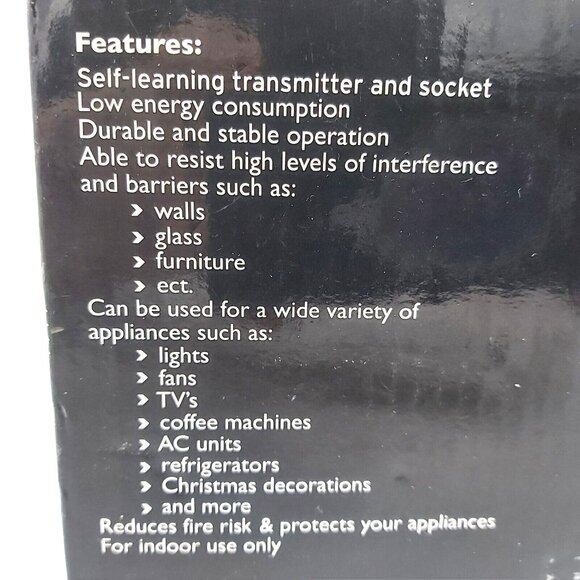 Features:
Self-learning transmitter and socket
Low energy consumption
Durable and stable operation
Able to resist high levels of interference
and barriers such as:
› walls
› glass
› furniture
› ect.
Can be used for a wide variety of
appliances such as:
› lights
› fans
› TV's
› coffee machines
› AC units
› refrigerators
› Christmas decorations
› and more
Reduces fire risk & protects your appliances
For indoor use only